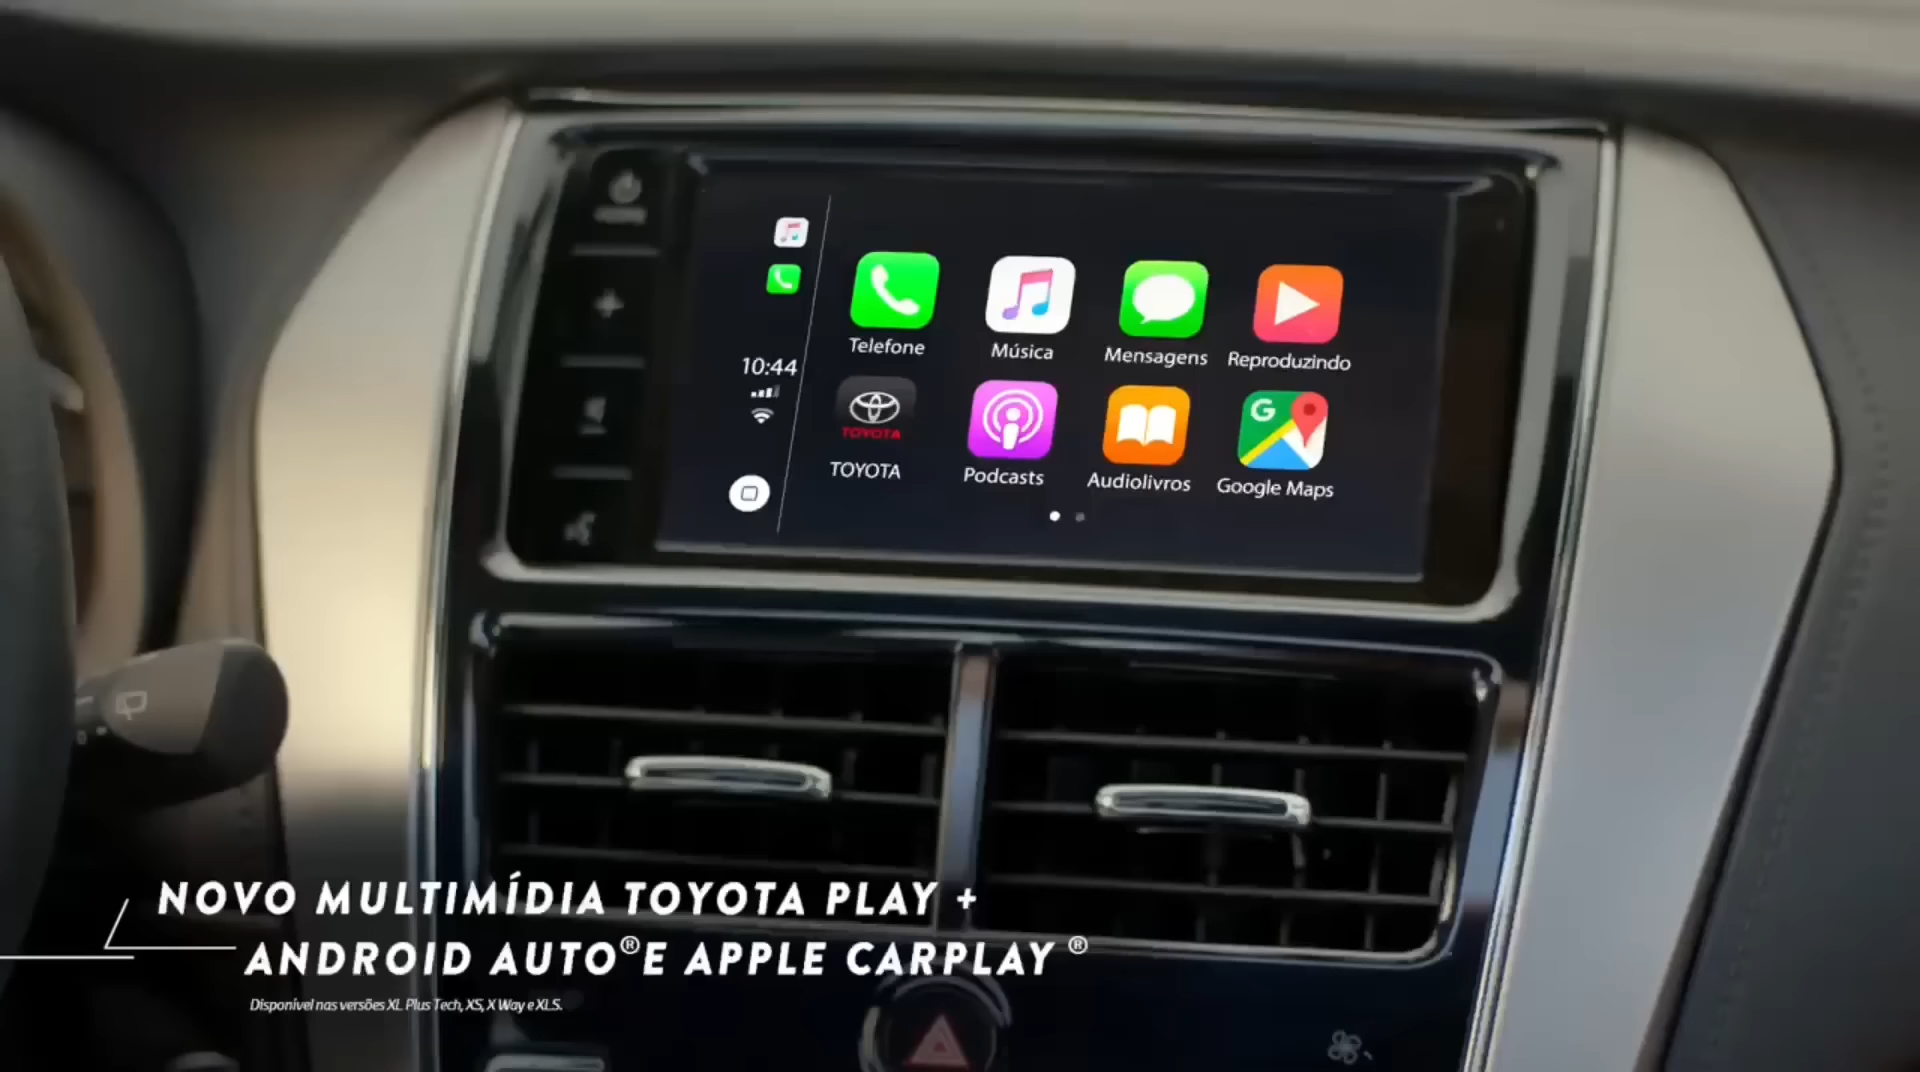 Telefone
Música
Mensagens
Reproduzindo
10:44
TOYOTA
TOYOTA
Podcasts
Audiolivros
G
Google Maps
NOVO MULTIMÍDIA TOYOTA PLAY +
ANDROID AUTO® E APPLE CARPLAY ®
Disponível nas versões XL Plus Tech, XS, X Way e XLS.